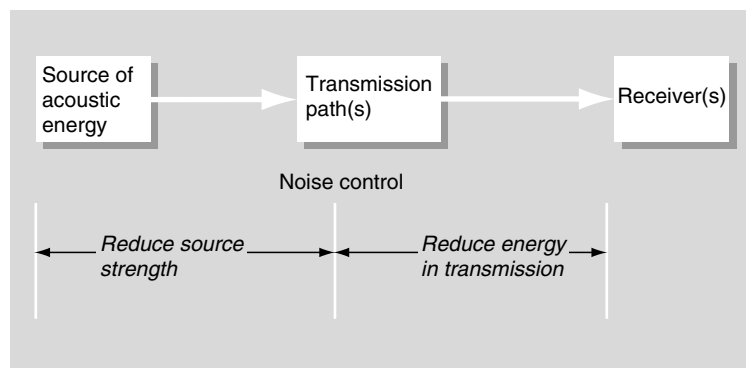 Source of
acoustic
energy
Transmission
path(s)
Receiver(s)
Noise control
Reduce source
strength
Reduce energy
in transmission